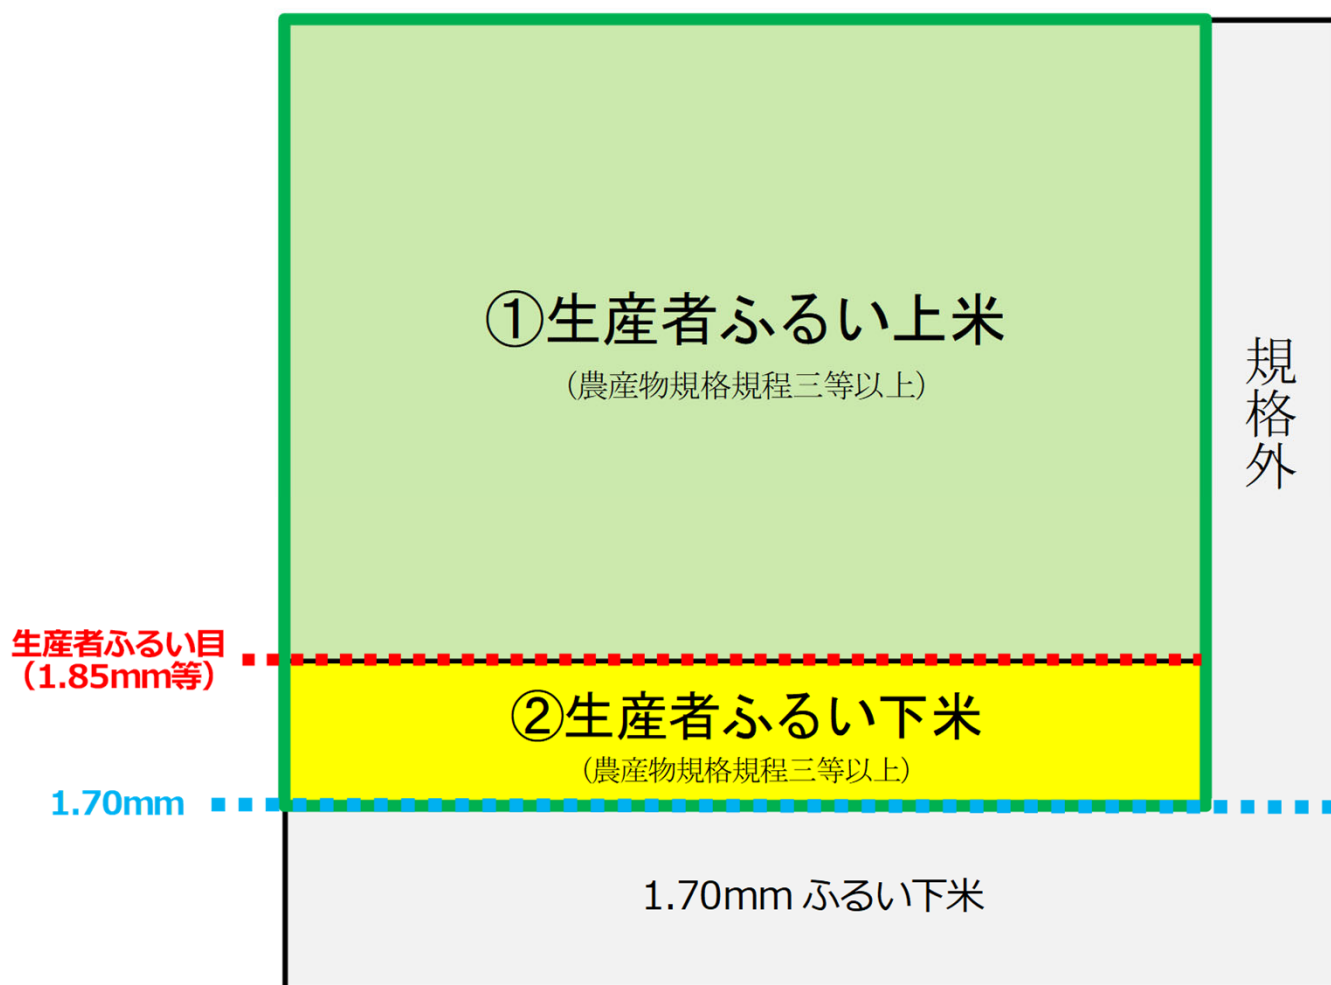 ①生産者ふるい上米
（農産物規格規程三等以上）
規格外
生産者ふるい目
（1.85mm等）
②生産者ふるい下米
（農産物規格規程三等以上）
1.70mm
1.70mm ふるい下米